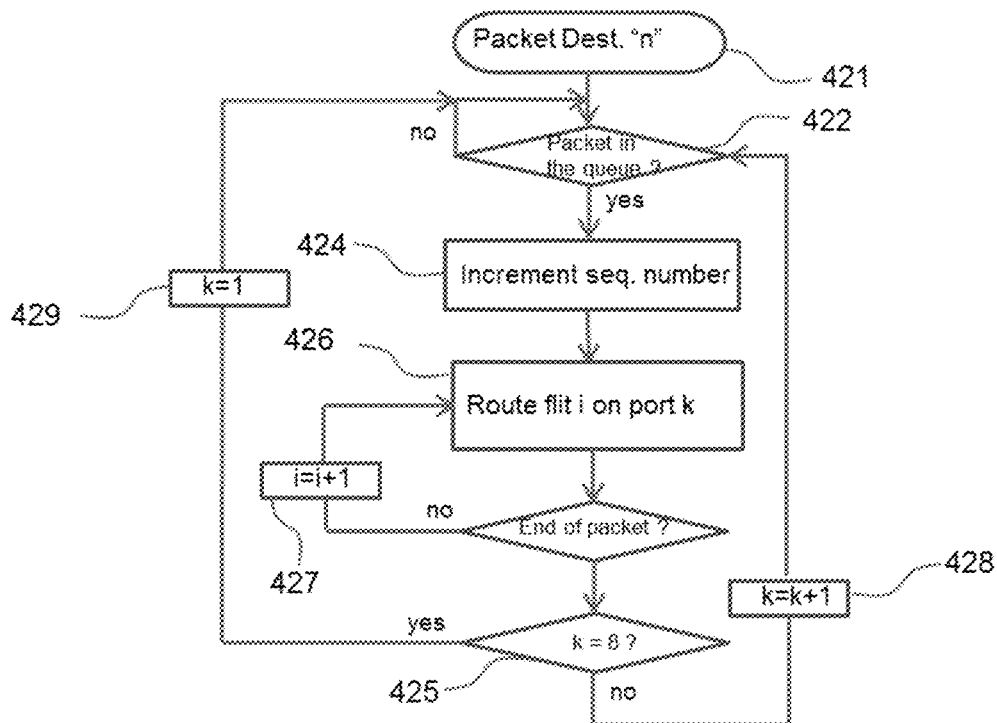 Packet Dest. "n"
421
422
no
Packet in
the queue ?
yes
424
Increment seq. number
k=1
429
426
Route flit i on port k
i=i+1
no
End of packet ?
427
428
k=k+1
yes
k = 8 ?
425
no